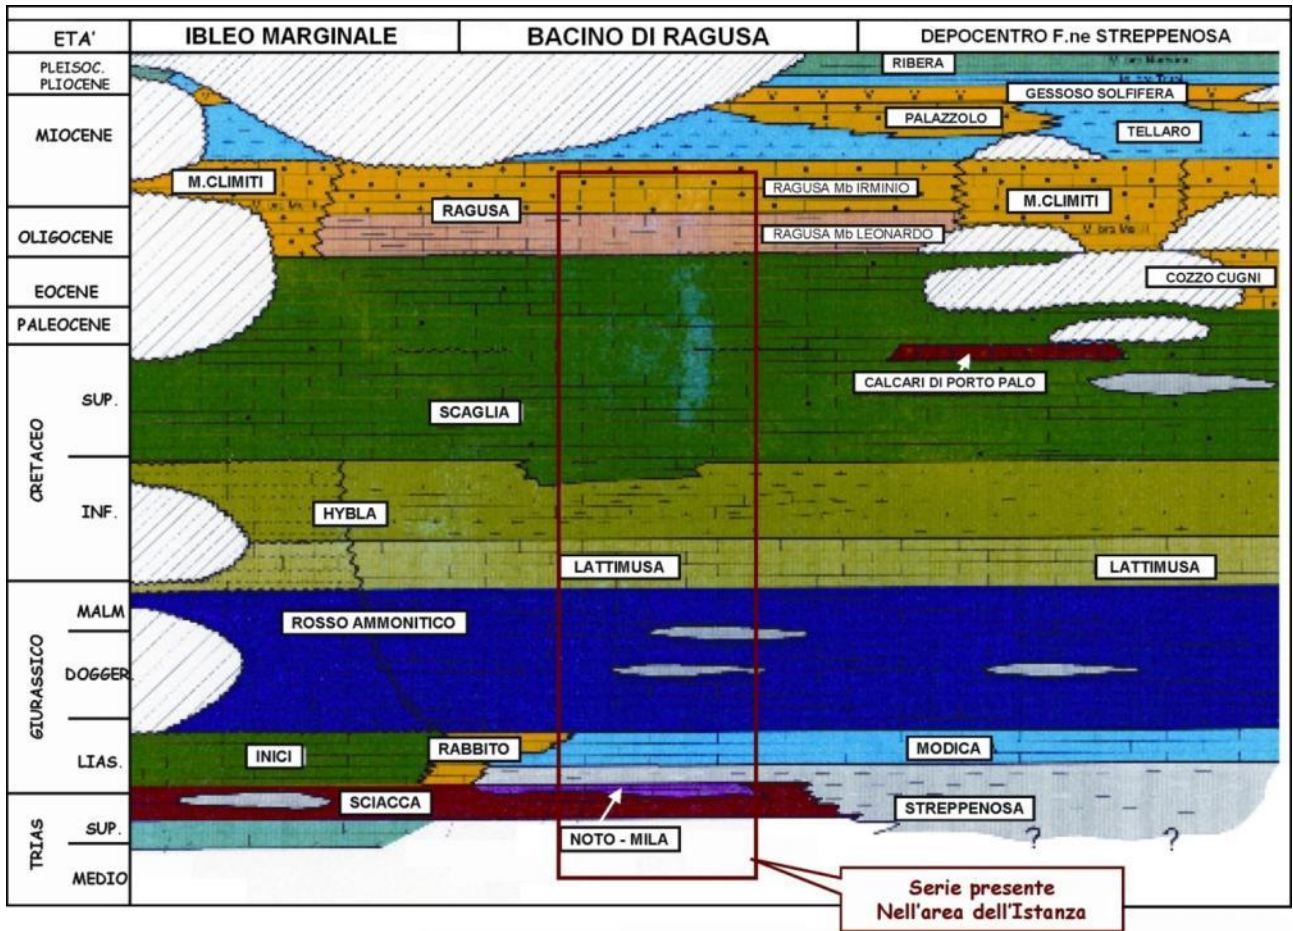 ETA' IBLEO MARGINALE BACINO DI RAGUSA DEPOCENTRO F.ne STREPPENOSA
PLEISOC.
PLIOCENE
RIBERA
GESSOSO SOLFIFERA
PALAZZOLO
MIOCENE
TELLARO
M.CLIMITI
RAGUSA Mb IRMINIO
M.CLIMITI
RAGUSA
OLIGOCENE
RAGUSA Mb LEONARDO
COZZO CUGNI
EOCENE
PALEOCENE
CALCARI DI PORTO PALO
CRETACEO
SUP.
SCAGLIA
INF.
HYBLA
LATTIMUSA
LATTIMUSA
GIURASSICO
MALM
ROSSO AMMONITICO
DOGGER
LIAS.
INICI
RABBITO
MODICA
SCIACCA
STREPPENOSA
TRIAS
SUP.
NOTO - MILA
? ?
MEDIO
Serie presente
Nell'area dell'Istanza